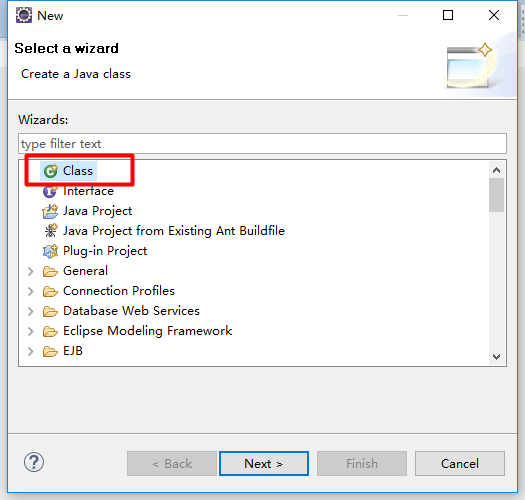 New
Select a wizard
Create a Java class
Wizards:
type filter text
Class
Interface
Java Project
Java Project from Existing Ant Buildfile
Plug-in Project
General
Connection Profiles
Database Web Services
Eclipse Modeling Framework
EJB
? < Back Next > Finish Cancel